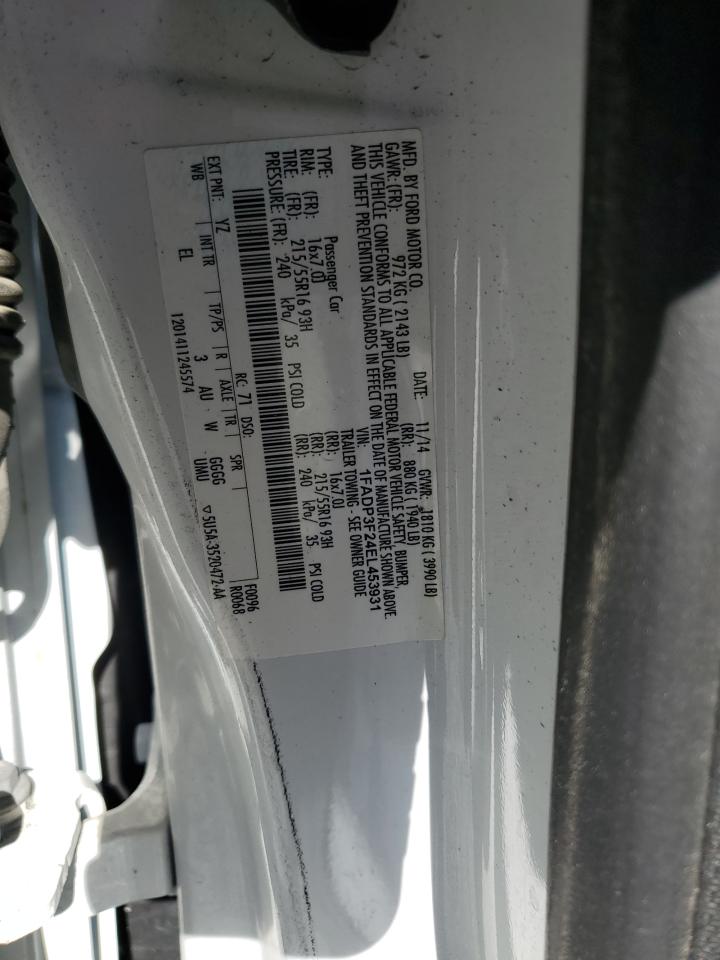 MFD. BY FORD MOTOR CO. DATE: 11/14 GVWR: 1810 KG ( 3990 LB)
GAWR: (FR): 972 KG ( 2143 LB) (RR): 880 KG ( 1940 LB)
THIS VEHICLE CONFORMS TO ALL APPLICABLE FEDERAL MOTOR VEHICLE SAFETY, BUMPER,
AND THEFT PREVENTION STANDARDS IN EFFECT ON THE DATE OF MANUFACTURE SHOWN ABOVE.
VIN: 1FADP3F24EL453931
TYPE: Passenger Car TRAILER TOWING - SEE OWNER GUIDE
RIM: (FR): 16x7.0J (RR): 16x7.0J
TIRE: (FR): 215/55R16 93H (RR): 215/55R16 93H
PRESSURE: (FR): 240 kPa/ 35 PSI COLD (RR): 240 kPa/ 35 PSI COLD
RC: 71 DSO: F0096
EXT PNT: YZ R0068
WB INT TR TP/PS R AXLE TR SPR
EL 3 AU W GGGG ▽5U5A-3520472-AA
1201411245574 UMU